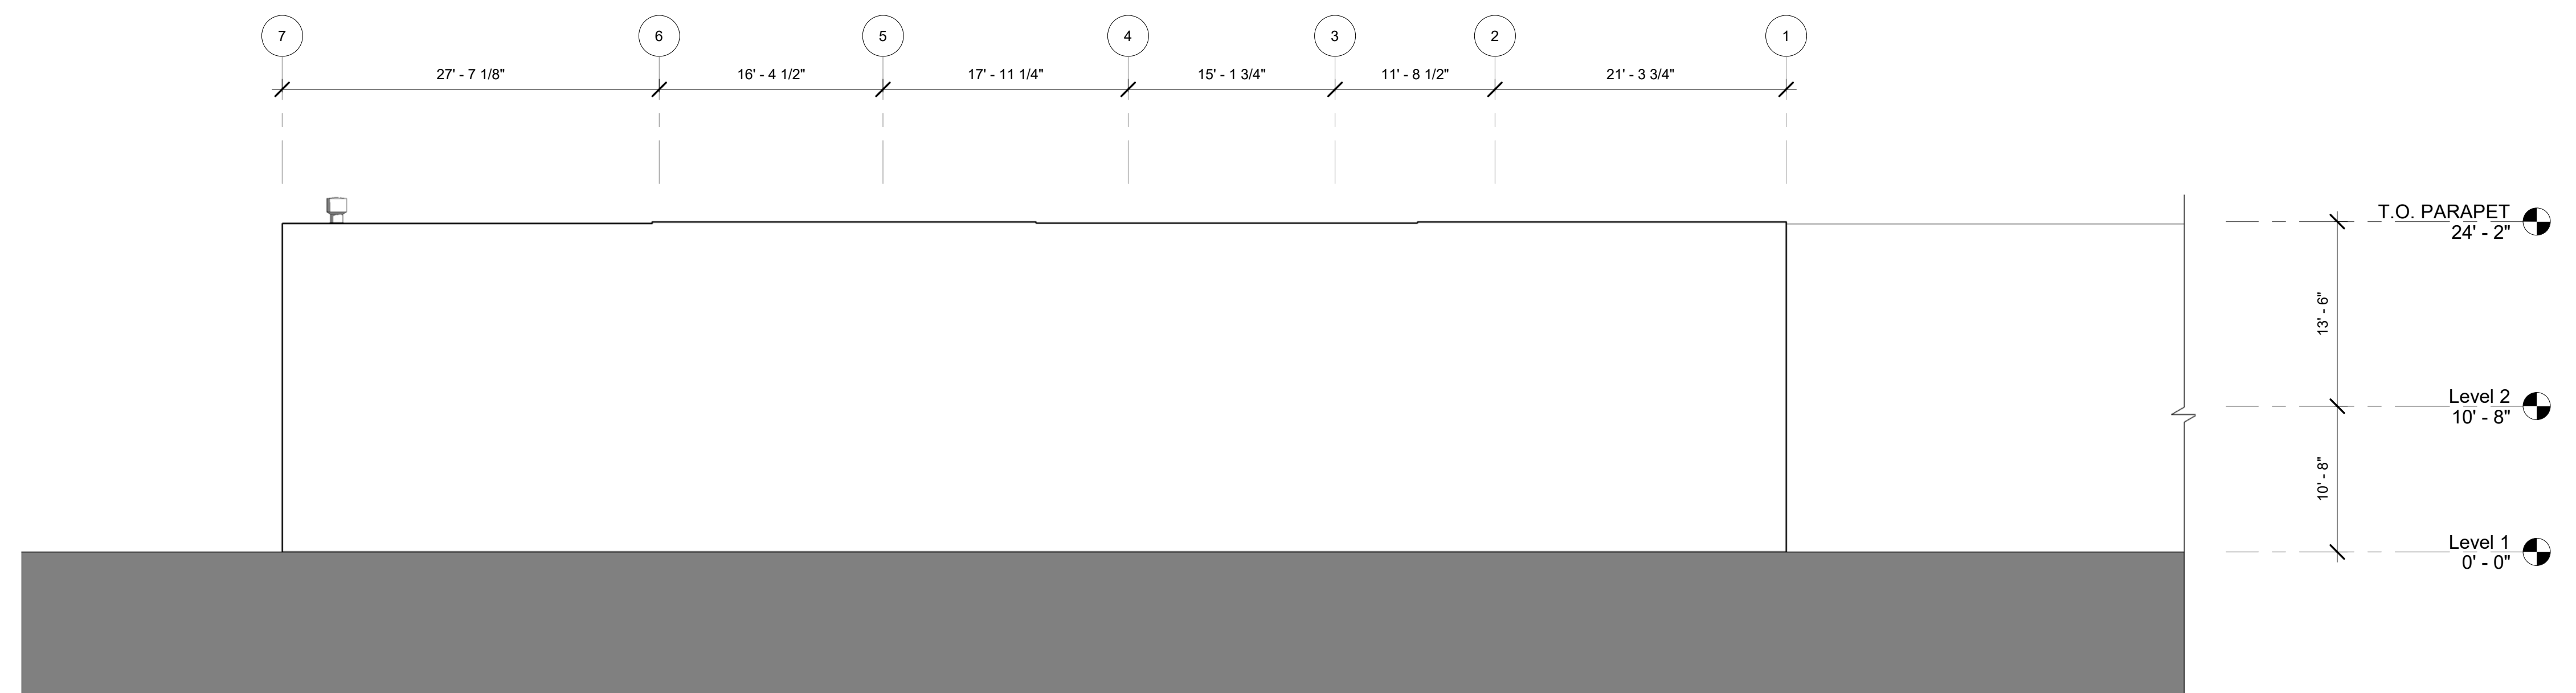 7
6
5
4
3
2
1
27' - 7 1/8"
16' - 4 1/2"
17' - 11 1/4"
15' - 1 3/4"
11' - 8 1/2"
21' - 3 3/4"
T.O. PARAPET
24' - 2"
13' - 6"
Level 2
10' - 8"
10' - 8"
Level 1
0' - 0"